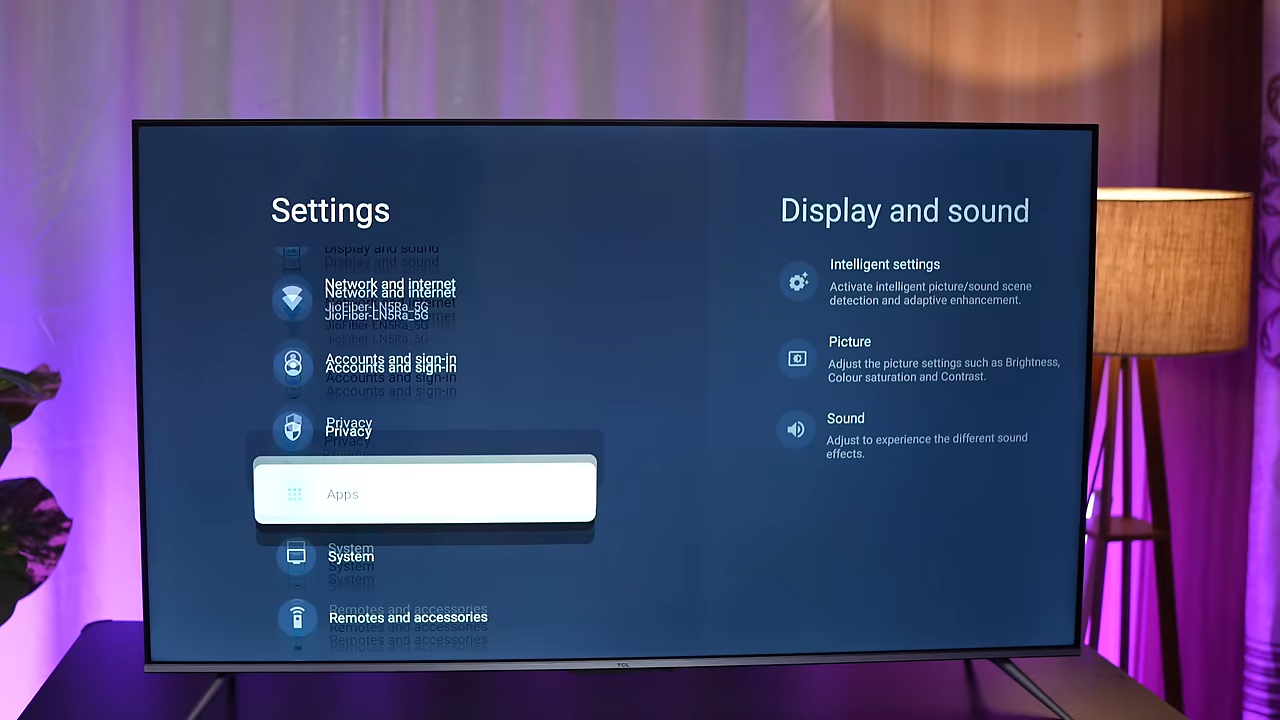 Settings
Display and sound
Network and internet
JioFiber-LN5Ra_5G
Accounts and sign-in
Privacy
Apps
System
Remotes and accessories
Display and sound
Intelligent settings
Activate intelligent picture/sound scene
detection and adaptive enhancement.
Picture
Adjust the picture settings such as Brightness,
Colour saturation and Contrast.
Sound
Adjust to experience the different sound
effects.
TCL